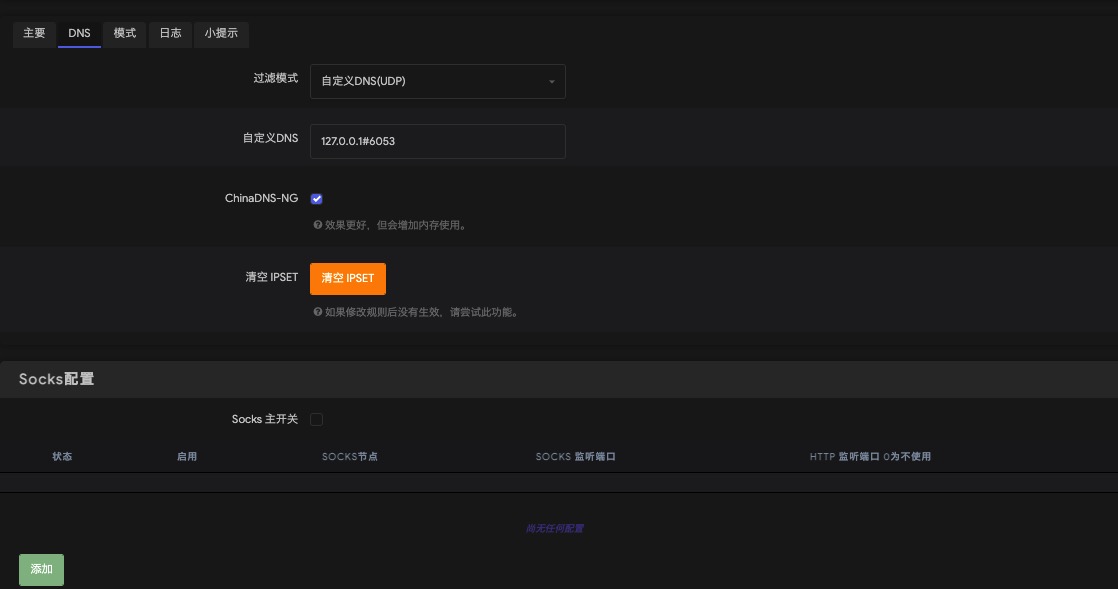 主要 DNS 模式 日志 小提示
过滤模式 自定义DNS(UDP)
自定义DNS 127.0.0.1#6053
ChinaDNS-NG
效果更好，但会增加内存使用。
清空 IPSET 清空 IPSET
如果修改规则后没有生效，请尝试此功能。
Socks配置
Socks 主开关
状态 启用 SOCKS节点 SOCKS 监听端口 HTTP 监听端口 0为不使用
尚无任何配置
添加